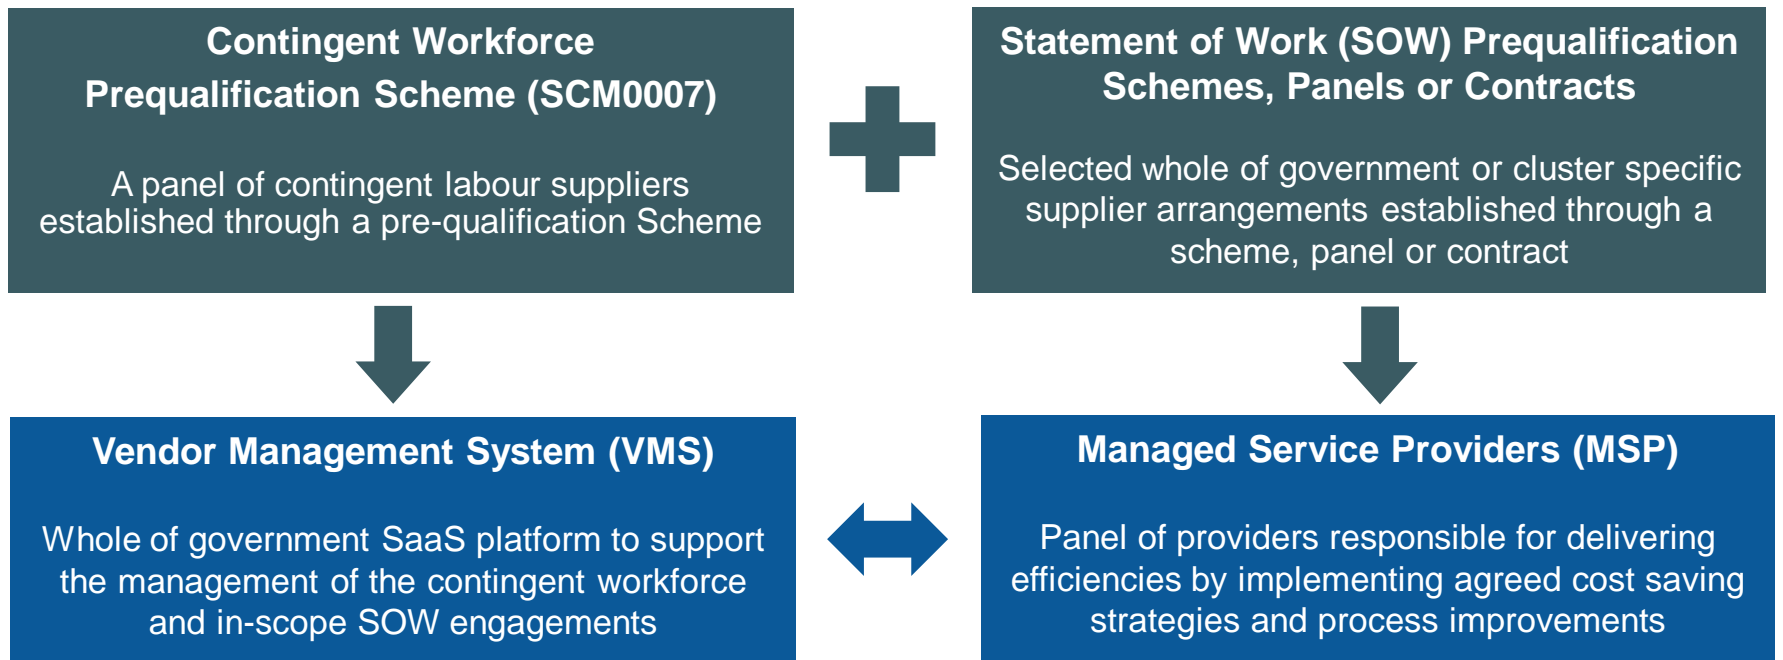 Contingent Workforce
Prequalification Scheme (SCM0007)
A panel of contingent labour suppliers
established through a pre-qualification Scheme
Statement of Work (SOW) Prequalification
Schemes, Panels or Contracts
Selected whole of government or cluster specific
supplier arrangements established through a
scheme, panel or contract
Vendor Management System (VMS)
Whole of government SaaS platform to support
the management of the contingent workforce
and in-scope SOW engagements
Managed Service Providers (MSP)
Panel of providers responsible for delivering
efficiencies by implementing agreed cost saving
strategies and process improvements